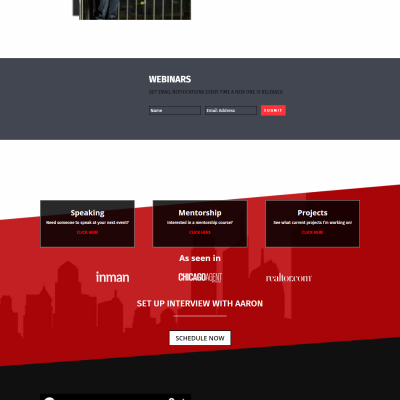 WEBINARS
GET EMAIL NOTIFICATIONS EVERY TIME A NEW ONE IS RELEASED
Name
Email Address
SUBMIT
Speaking
Need someone to speak at your next event?
CLICK HERE
Mentorship
Interested in a mentorship course?
CLICK HERE
Projects
See what current projects I'm working on!
CLICK HERE
As seen in
inman
CHICAGO AGENT
realtor.com
SET UP INTERVIEW WITH AARON
SCHEDULE NOW